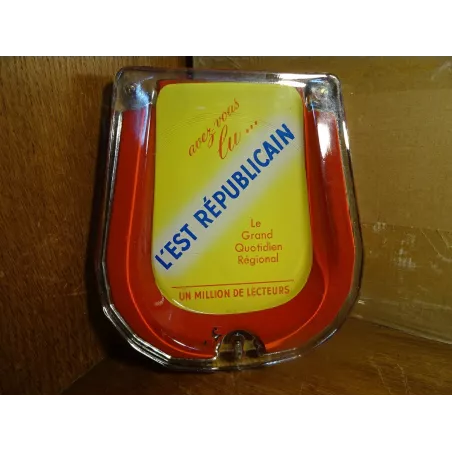 avez vous
lu...
L'EST RÉPUBLICAIN
Le
Grand
Quotidien
Régional
UN MILLION DE LECTEURS